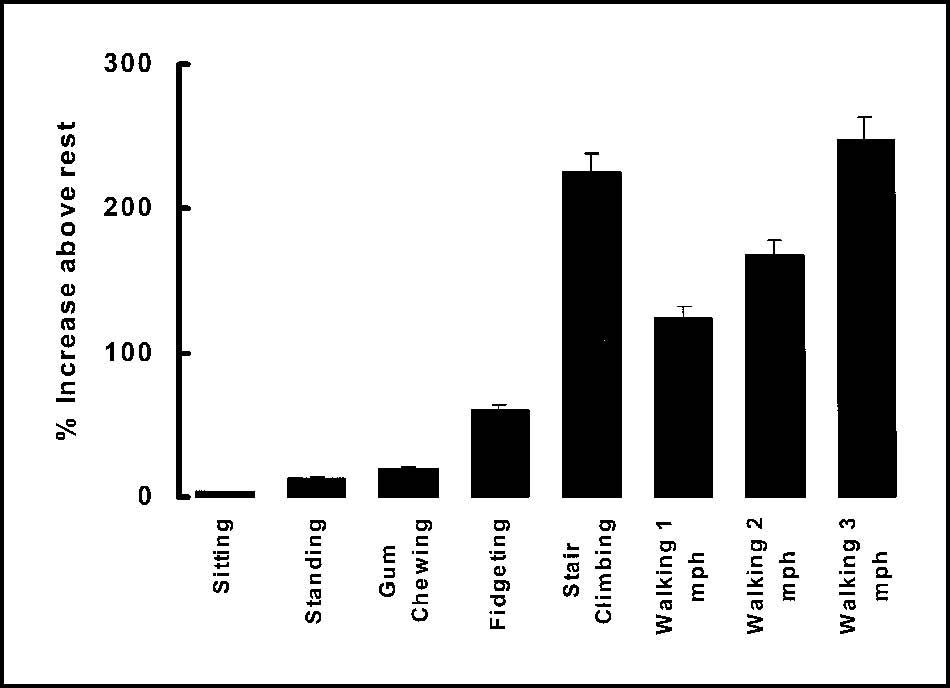 % Increase above rest
300
200
100
0
Sitting
Standing
Gum
Chewing
Fidgeting
Stair
Climbing
Walking 1
mph
Walking 2
mph
Walking 3
mph